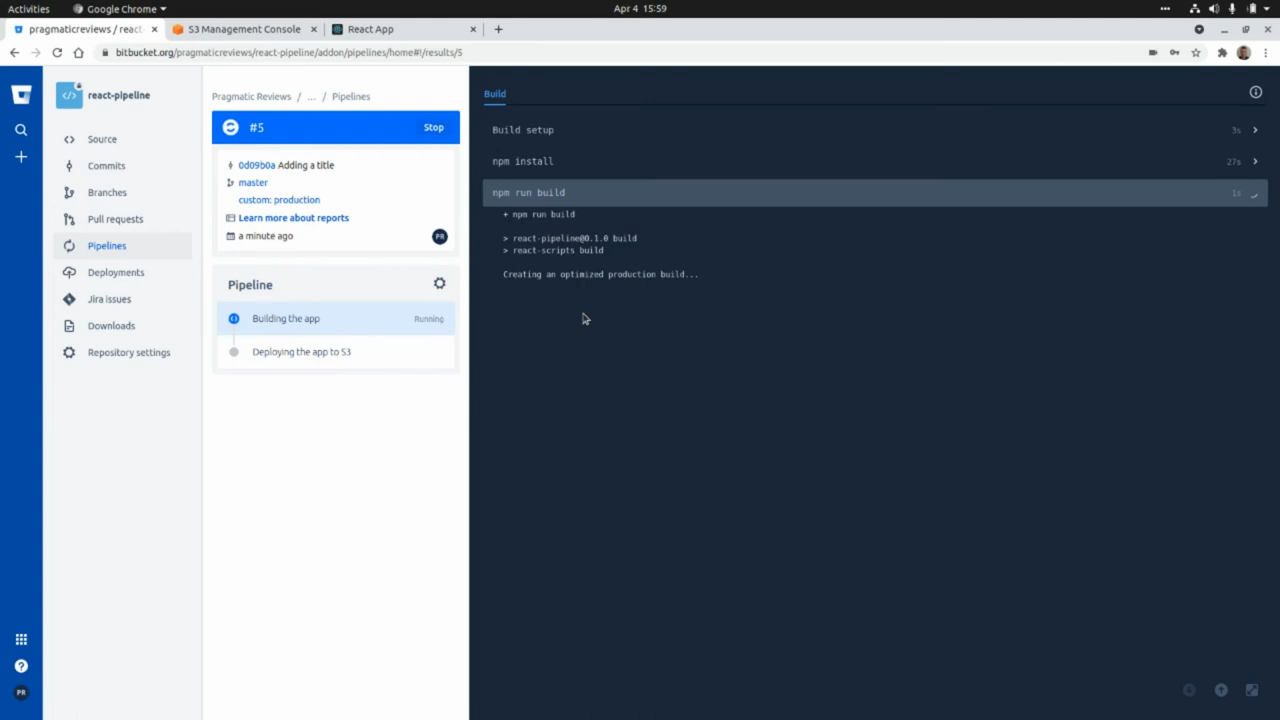 Activities
Google Chrome
Apr 4 15:59
pragmaticreviews / react-
S3 Management Console
React App
bitbucket.org/pragmaticreviews/react-pipeline/addon/pipelines/home#!/results/5
react-pipeline
Source
Commits
Branches
Pull requests
Pipelines
Deployments
Jira issues
Downloads
Repository settings
PR
Pragmatic Reviews / ... / Pipelines
#5
Stop
0d09b0a Adding a title
master
custom: production
Learn more about reports
a minute ago
PR
Pipeline
Building the app
Running
Deploying the app to S3
Build
Build setup
3s
npm install
27s
npm run build
1s
+ npm run build
> react-pipeline@0.1.0 build
> react-scripts build
Creating an optimized production build...